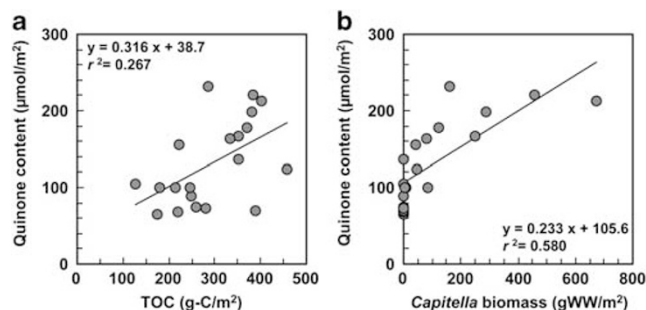 a
y = 0.316 x + 38.7
r² = 0.267
Quinone content (µmol/m²)
300
200
100
0
0 100 200 300 400 500
TOC (g-C/m²)
b
Quinone content (µmol/m²)
300
200
100
0
y = 0.233 x + 105.6
r² = 0.580
0 200 400 600 800
Capitella biomass (gWW/m²)